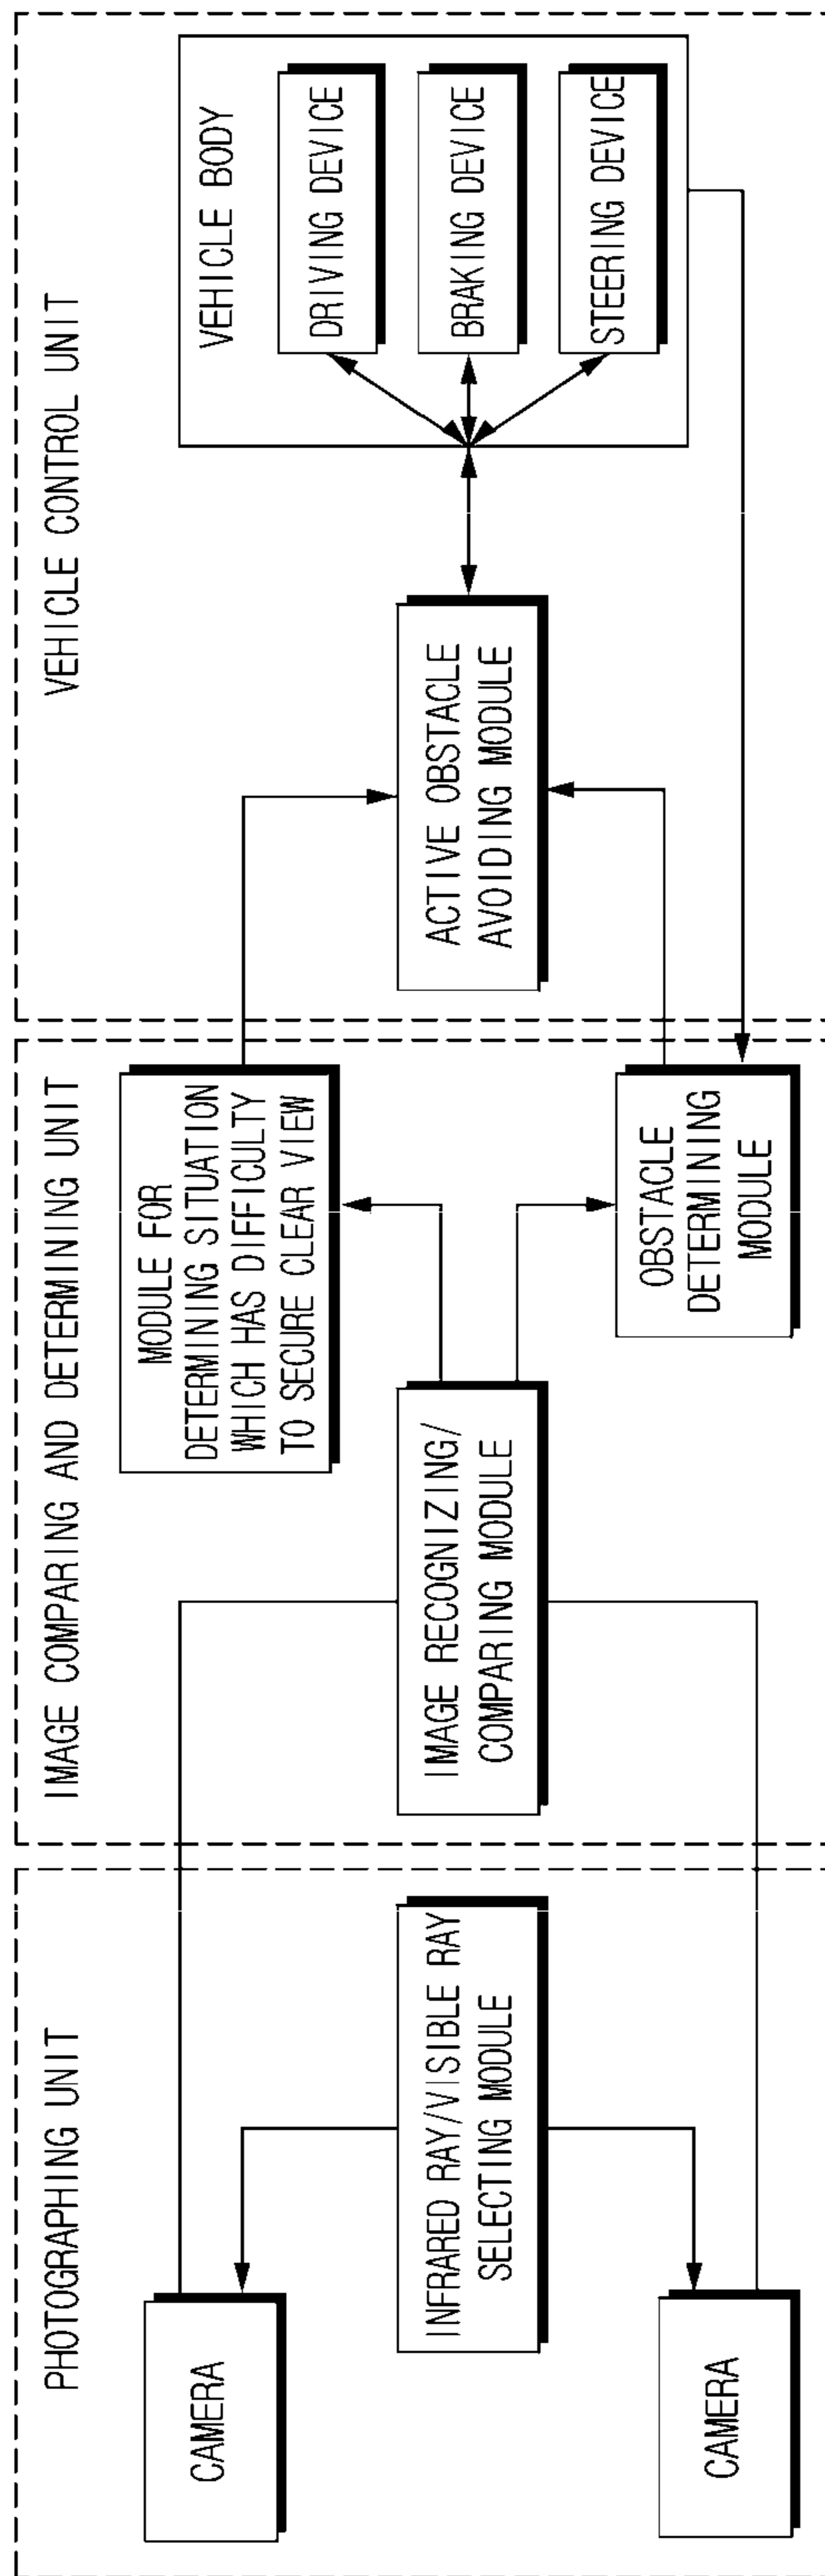 PHOTOGRAPHING UNIT
CAMERA
INFRARED RAY/VISIBLE RAY
SELECTING MODULE
CAMERA
IMAGE COMPARING AND DETERMINING UNIT
MODULE FOR
DETERMINING SITUATION
WHICH HAS DIFFICULTY
TO SECURE CLEAR VIEW
IMAGE RECOGNIZING/
COMPARING MODULE
OBSTACLE
DETERMINING
MODULE
VEHICLE CONTROL UNIT
ACTIVE OBSTACLE
AVOIDING MODULE
VEHICLE BODY
DRIVING DEVICE
BRAKING DEVICE
STEERING DEVICE